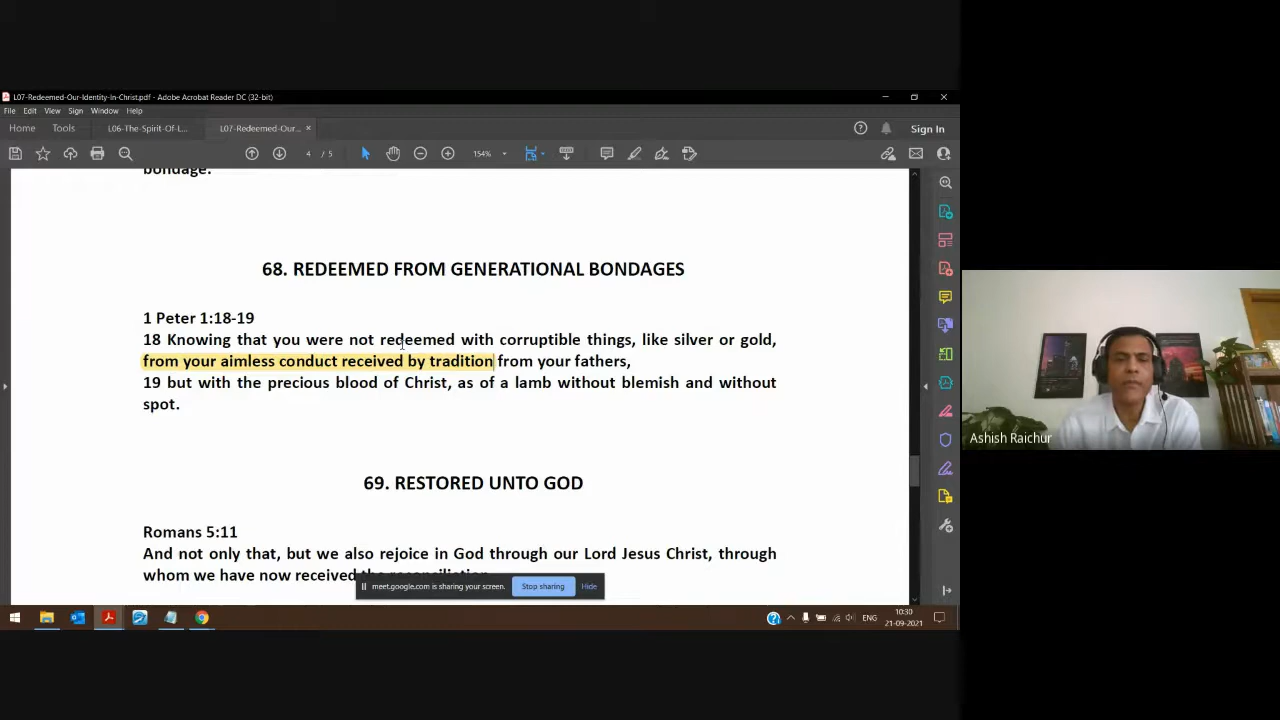 L07-Redeemed-Our-Identity-In-Christ.pdf - Adobe Acrobat Reader DC (32-bit)
File Edit View Sign Window Help
Home Tools L06-The-Spirit-Of-L... L07-Redeemed-Our... × Sign In
4 / 5 154%
bondage.
68. REDEEMED FROM GENERATIONAL BONDAGES
1 Peter 1:18-19
18 Knowing that you were not redeemed with corruptible things, like silver or gold,
from your aimless conduct received by tradition from your fathers,
19 but with the precious blood of Christ, as of a lamb without blemish and without
spot.
69. RESTORED UNTO GOD
Romans 5:11
And not only that, but we also rejoice in God through our Lord Jesus Christ, through
whom we have now received the reconciliation
meet.google.com is sharing your screen. Stop sharing Hide
ENG 10:30
21-09-2021
Ashish Raichur